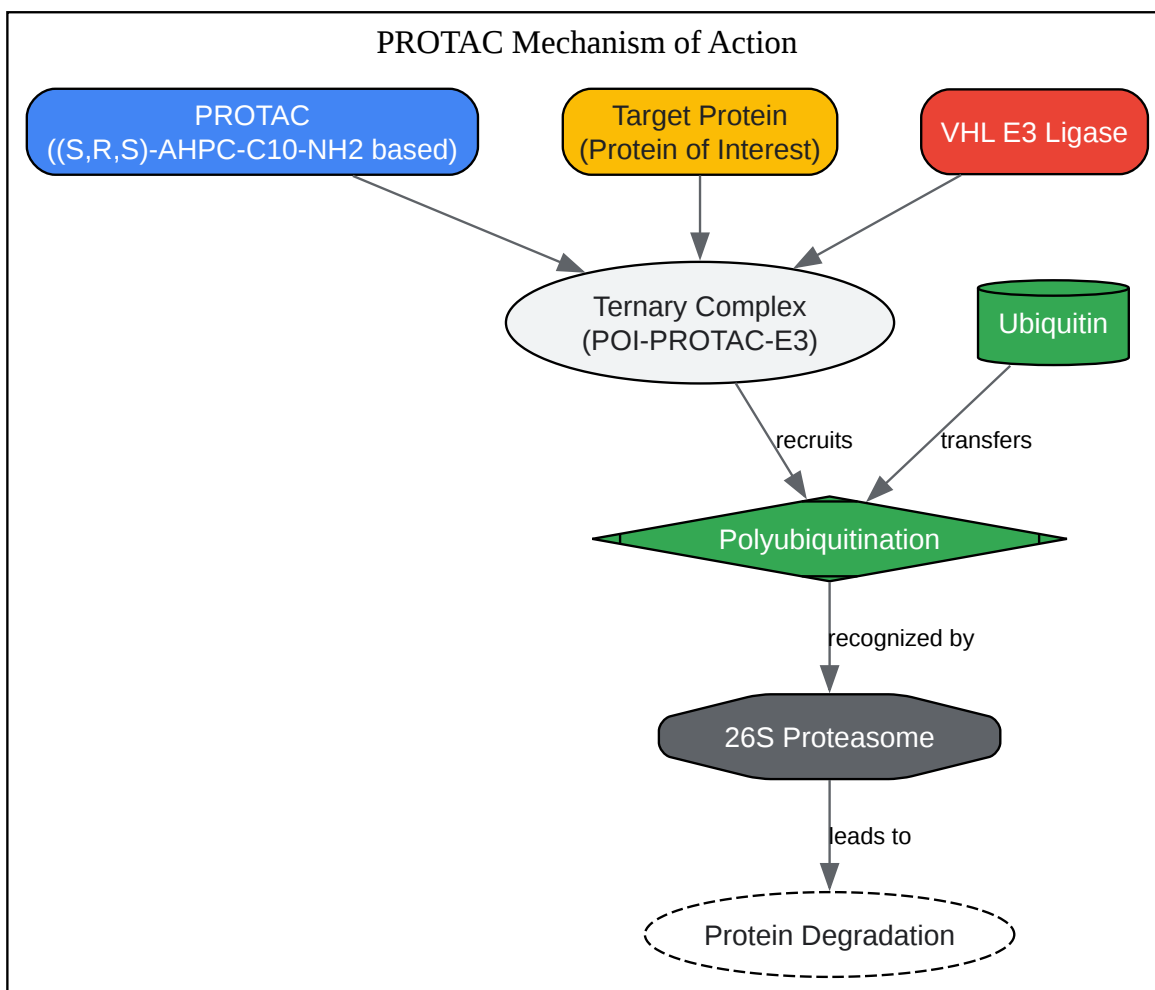 PROTAC Mechanism of Action
PROTAC
((S,R,S)-AHPC-C10-NH2 based)
Target Protein
(Protein of Interest)
VHL E3 Ligase
Ternary Complex
(POI-PROTAC-E3)
Ubiquitin
recruits
transfers
Polyubiquitination
recognized by
26S Proteasome
leads to
Protein Degradation